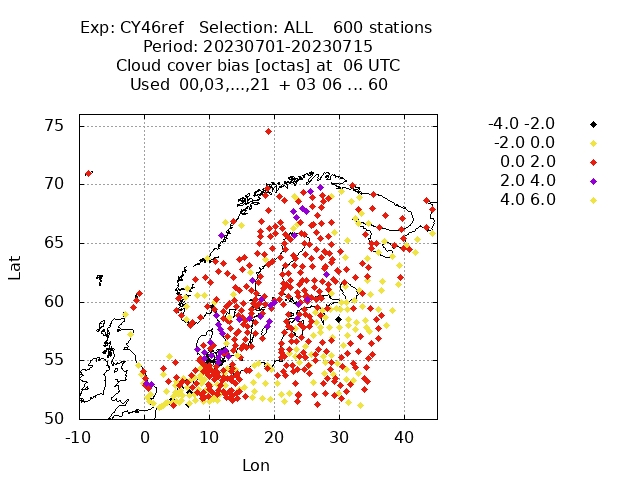 Exp: CY46ref   Selection: ALL    600 stations
Period: 20230701-20230715
Cloud cover bias [octas] at  06 UTC
Used  00,03,...,21  + 03 06 ... 60
-4.0 -2.0
-2.0 0.0
0.0 2.0
2.0 4.0
4.0 6.0
75
70
65
60
55
50
Lat
-10 0 10 20 30 40
Lon